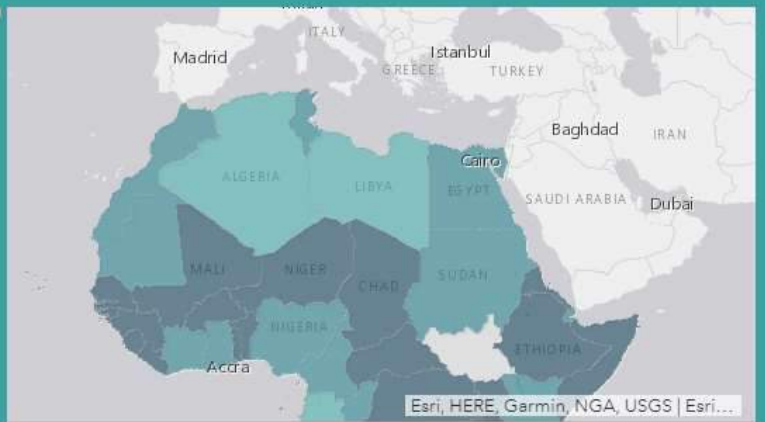 ITALY
Madrid
Istanbul
GREECE
TURKEY
Baghdad
IRAN
ALGERIA
LIBYA
Cairo
EGYPT
SAUDI ARABIA
Dubai
MALI
NIGER
CHAD
SUDAN
NIGERIA
ETHIOPIA
Accra
Esri, HERE, Garmin, NGA, USGS | Esri...